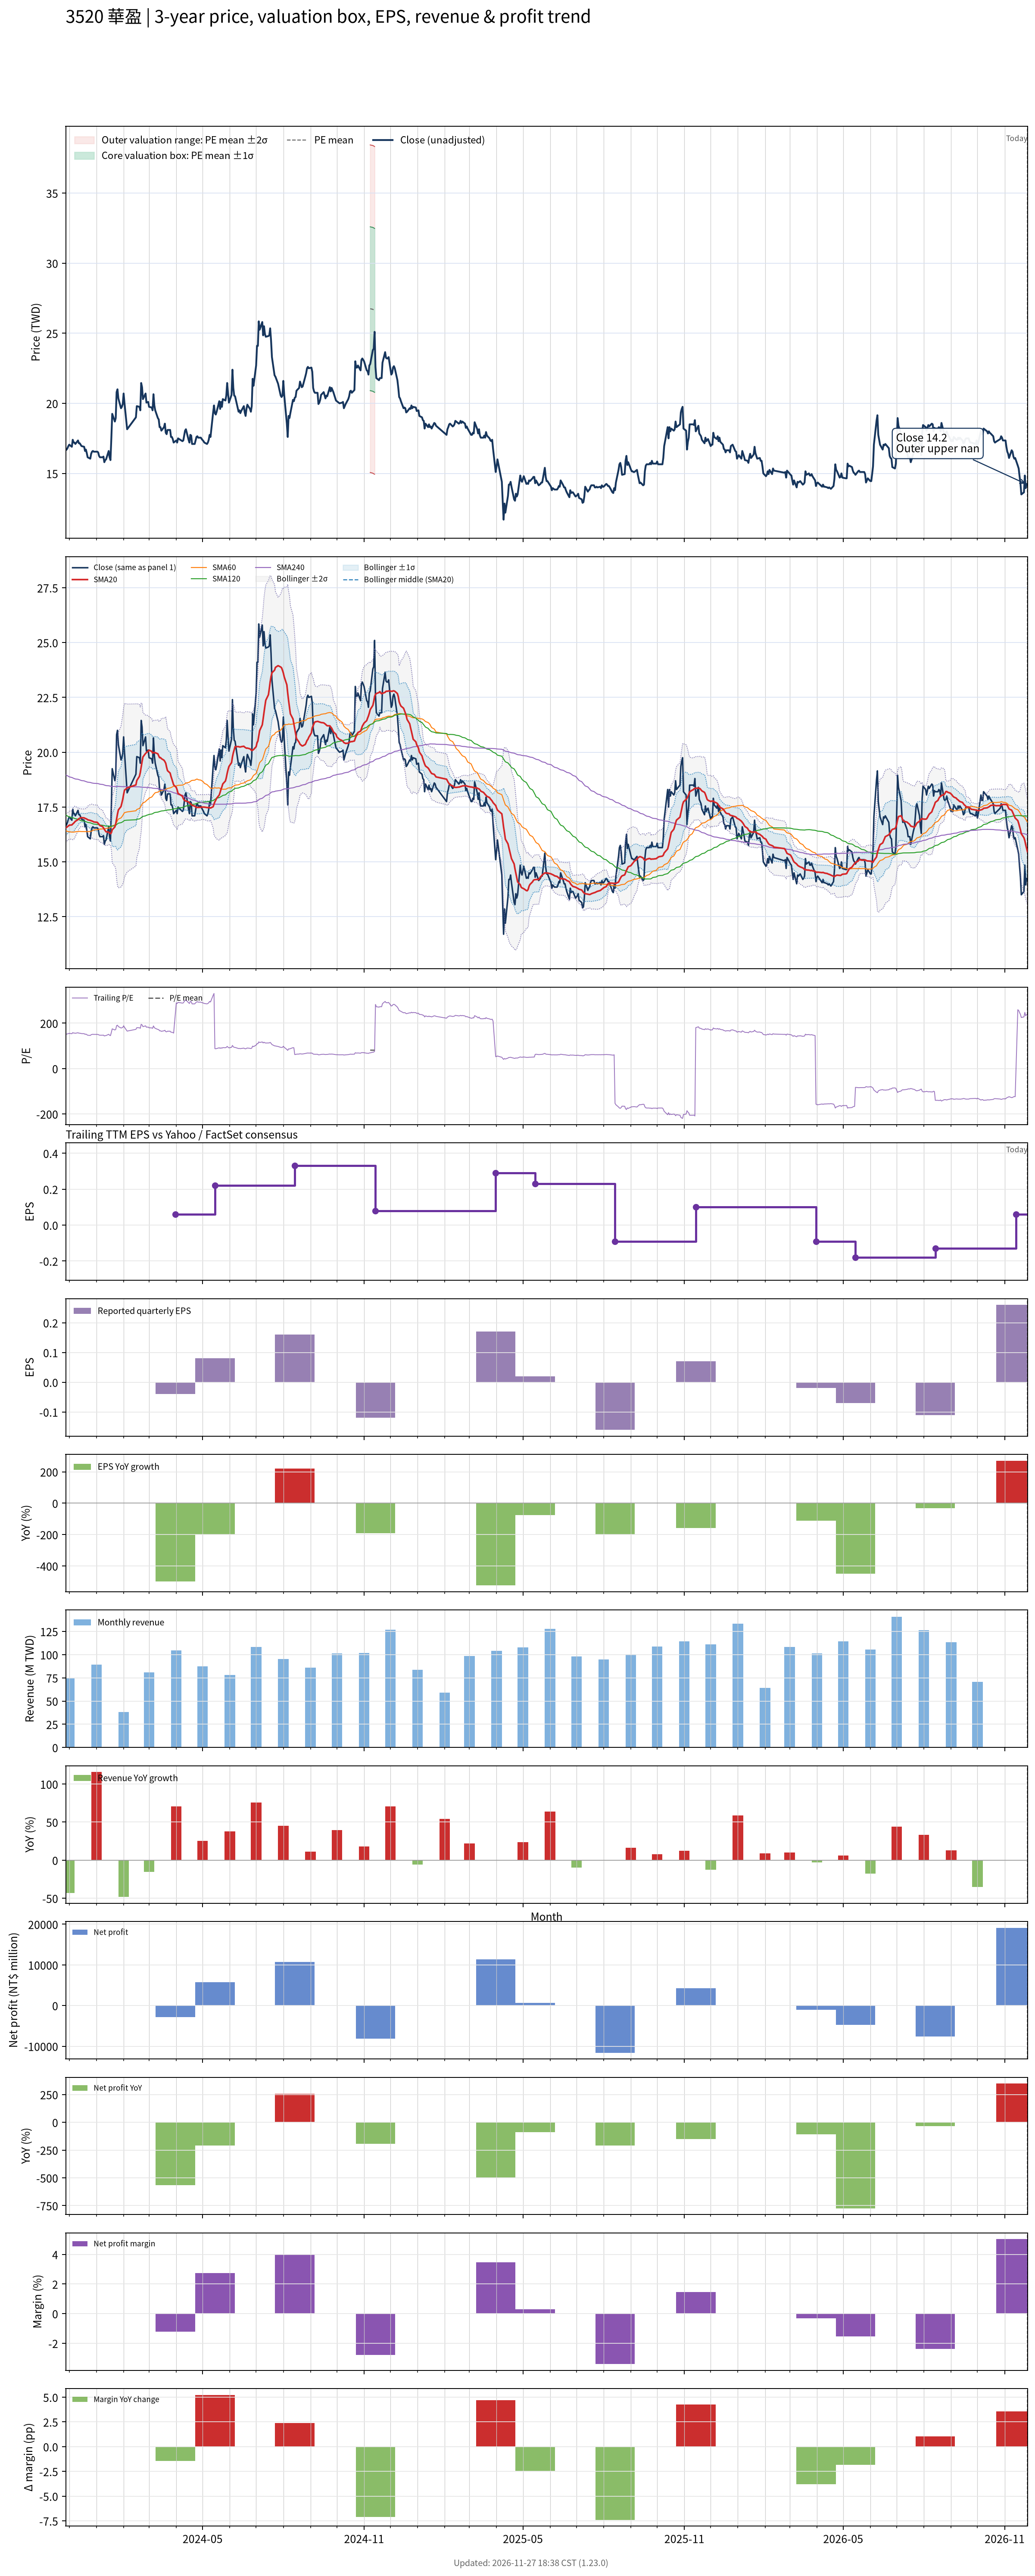 3520 華盈 | 3-year price, valuation box, EPS, revenue & profit trend
Outer valuation range: PE mean ±2σ
PE mean
Close (unadjusted)
Core valuation box: PE mean ±1σ
Today
35
30
25
20
15
Price (TWD)
Close 14.2
Outer upper nan
Close (same as panel 1)
SMA20
SMA60
SMA120
SMA240
Bollinger ±2σ
Bollinger ±1σ
Bollinger middle (SMA20)
27.5
25.0
22.5
20.0
17.5
15.0
12.5
Price
Trailing P/E
P/E mean
200
0
-200
P/E
Trailing TTM EPS vs Yahoo / FactSet consensus
Today
0.4
0.2
0.0
-0.2
EPS
Reported quarterly EPS
0.2
0.1
0.0
-0.1
EPS
EPS YoY growth
200
0
-200
-400
YoY (%)
Monthly revenue
125
100
75
50
25
0
Revenue (M TWD)
Revenue YoY growth
100
50
0
-50
YoY (%)
Month
Net profit
20000
10000
0
-10000
Net profit (NT$ million)
Net profit YoY
250
0
-250
-500
-750
YoY (%)
Net profit margin
4
2
0
-2
Margin (%)
Margin YoY change
5.0
2.5
0.0
-2.5
-5.0
-7.5
Δ margin (pp)
2024-05
2024-11
2025-05
2025-11
2026-05
2026-11
Updated: 2026-11-27 18:38 CST (1.23.0)